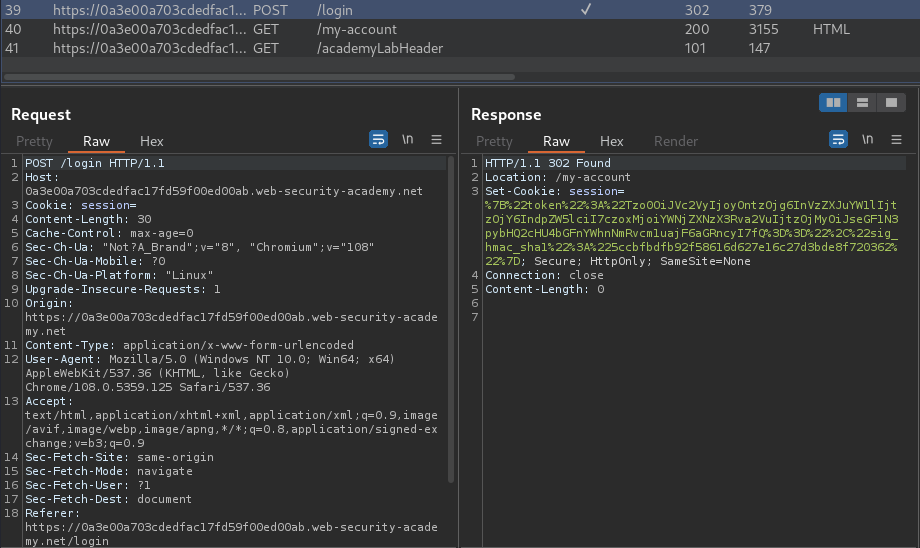 39 https://0a3e00a703cdedfac1... POST /login ✓ 302 379
40 https://0a3e00a703cdedfac1... GET /my-account 200 3155 HTML
41 https://0a3e00a703cdedfac1... GET /academyLabHeader 101 147
Request
Pretty Raw Hex \n
1 POST /login HTTP/1.1
2 Host:
0a3e00a703cdedfac17fd59f00ed00ab.web-security-academy.net
3 Cookie: session=
4 Content-Length: 30
5 Cache-Control: max-age=0
6 Sec-Ch-Ua: "Not?A_Brand";v="8", "Chromium";v="108"
7 Sec-Ch-Ua-Mobile: ?0
8 Sec-Ch-Ua-Platform: "Linux"
9 Upgrade-Insecure-Requests: 1
10 Origin:
https://0a3e00a703cdedfac17fd59f00ed00ab.web-security-acade
my.net
11 Content-Type: application/x-www-form-urlencoded
12 User-Agent: Mozilla/5.0 (Windows NT 10.0; Win64; x64)
AppleWebKit/537.36 (KHTML, like Gecko)
Chrome/108.0.5359.125 Safari/537.36
13 Accept:
text/html,application/xhtml+xml,application/xml;q=0.9,image
/avif,image/webp,image/apng,*/*;q=0.8,application/signed-ex
change;v=b3;q=0.9
14 Sec-Fetch-Site: same-origin
15 Sec-Fetch-Mode: navigate
16 Sec-Fetch-User: ?1
17 Sec-Fetch-Dest: document
18 Referer:
https://0a3e00a703cdedfac17fd59f00ed00ab.web-security-acade
my.net/login
Response
Pretty Raw Hex Render \n
1 HTTP/1.1 302 Found
2 Location: /my-account
3 Set-Cookie: session=
%7B%22token%22%3A%22Tzo0OiJVc2VyIjoyOntzOjg6InVzZXJuYW1lIjt
zOjY6IndpZW5lciI7czoxMjoiYWNjZXNzX3Rva2VuIjtzOjMyOiJseGF1N3
pybHQ2cHU4bGFnYWhnNmRvcm1uajF6aGRncyI7fQ%3D%3D%22%2C%22sig_
hmac_sha1%22%3A%225ccbfbdfb92f58616d627e16c27d3bde8f720362%
22%7D; Secure; HttpOnly; SameSite=None
4 Connection: close
5 Content-Length: 0
6
7